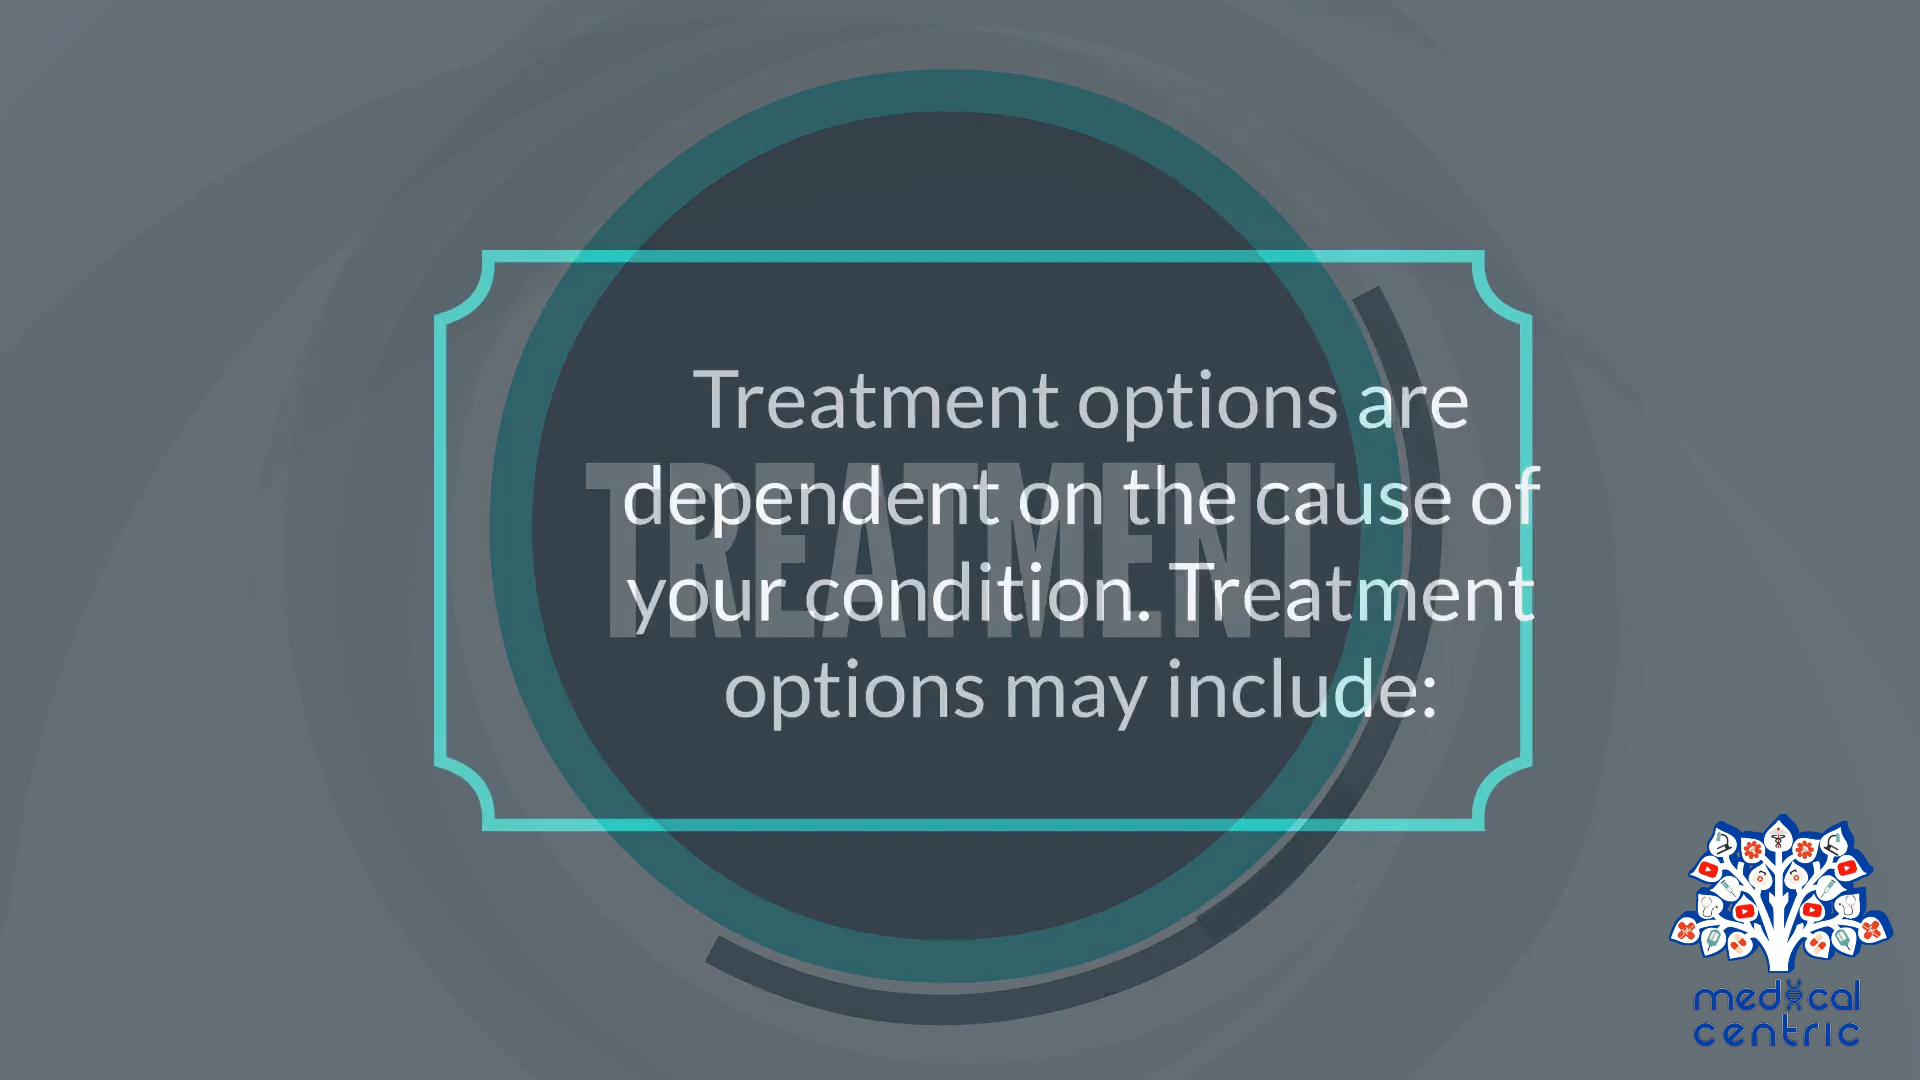 TREATMENT
Treatment options are
dependent on the cause of
your condition. Treatment
options may include:
medical
centric